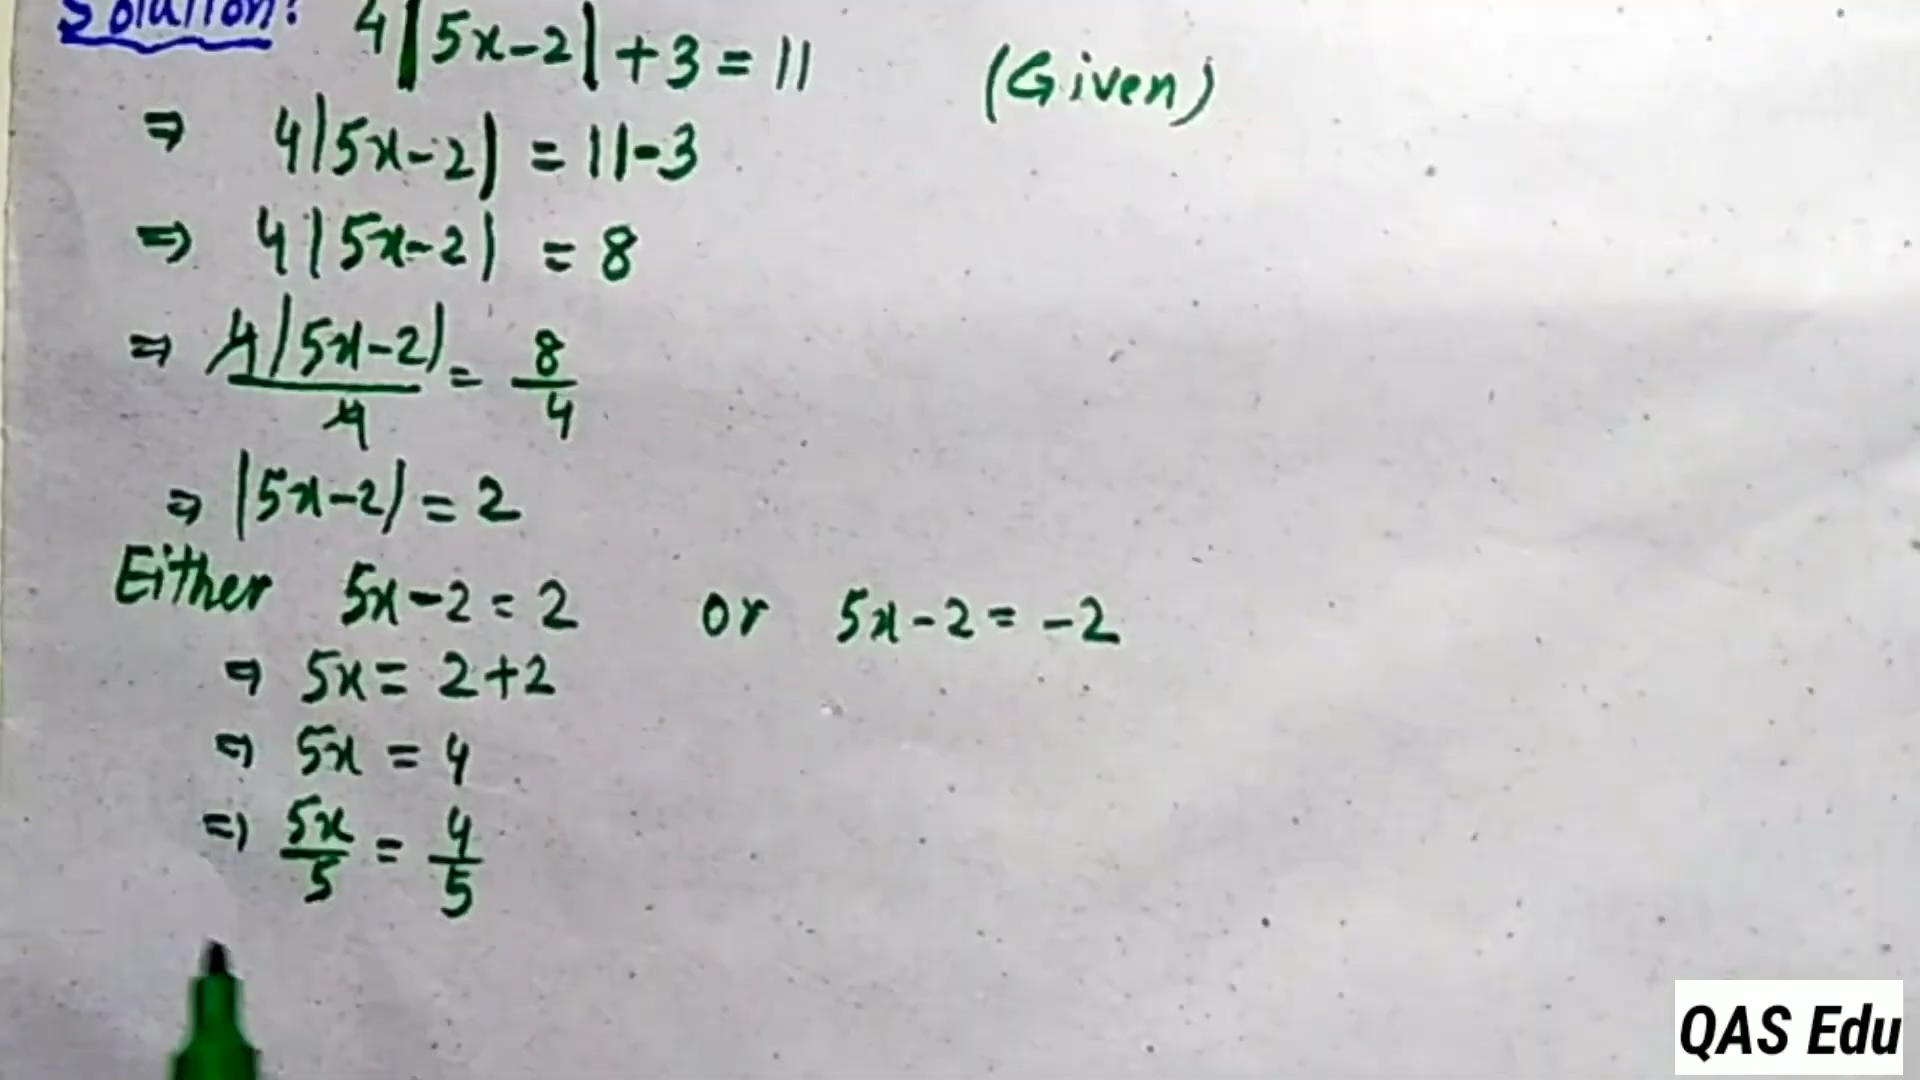 Solution:
4|5x-2|+3=11 (Given)
⇒ 4|5x-2| = 11-3
⇒ 4|5x-2| = 8
⇒ 4|5x-2|/4 = 8/4
⇒ |5x-2| = 2
Either 5x-2=2 or 5x-2=-2
⇒ 5x= 2+2
⇒ 5x = 4
⇒ 5x/5 = 4/5
QAS Edu